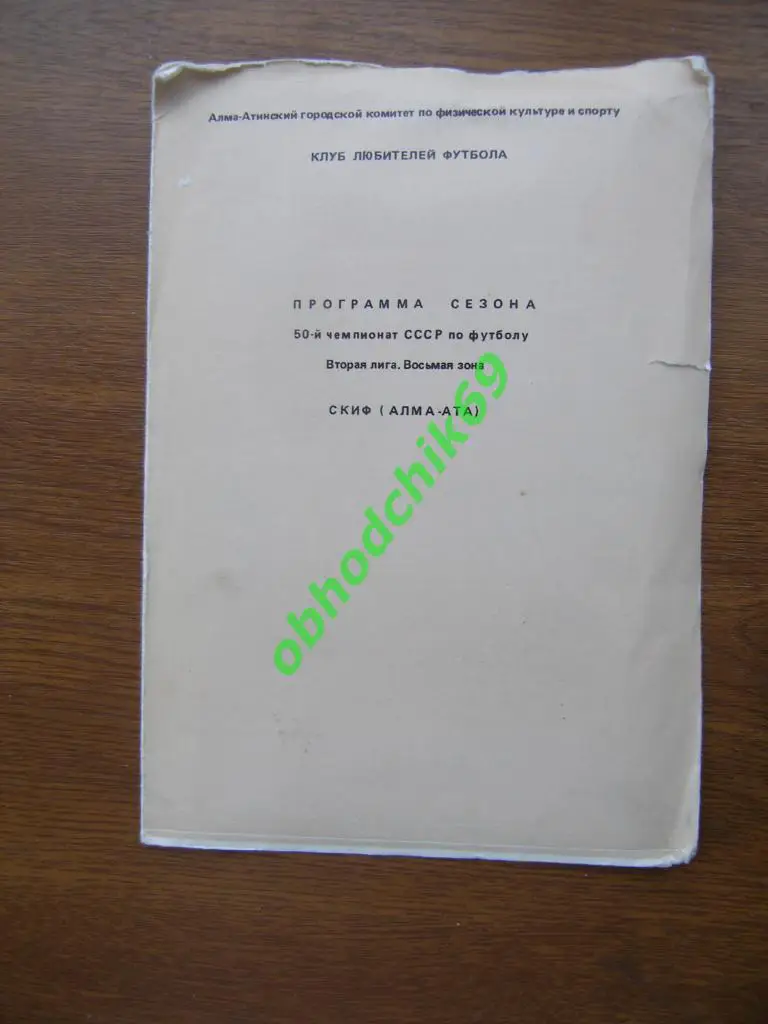 Алма-Атинский городской комитет по физической культуре и спорту
КЛУБ ЛЮБИТЕЛЕЙ ФУТБОЛА
ПРОГРАММА СЕЗОНА
50-й чемпионат СССР по футболу
Вторая лига. Восьмая зона
СКИФ (АЛМА-АТА)
obhodchik69